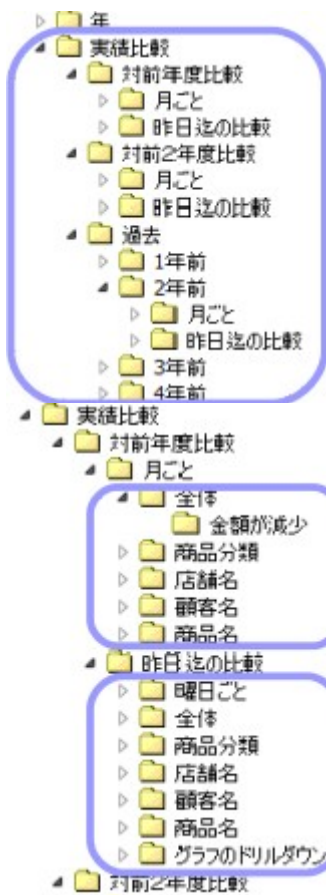 年
実績比較
対前年度比較
月ごと
昨日迄の比較
対前2年度比較
月ごと
昨日迄の比較
過去
1年前
2年前
月ごと
昨日迄の比較
3年前
4年前
実績比較
対前年度比較
月ごと
全体
金額が減少
商品分類
店舗名
顧客名
商品名
昨日迄の比較
曜日ごと
全体
商品分類
店舗名
顧客名
商品名
グラフのドリルダウン
対前2年度比較